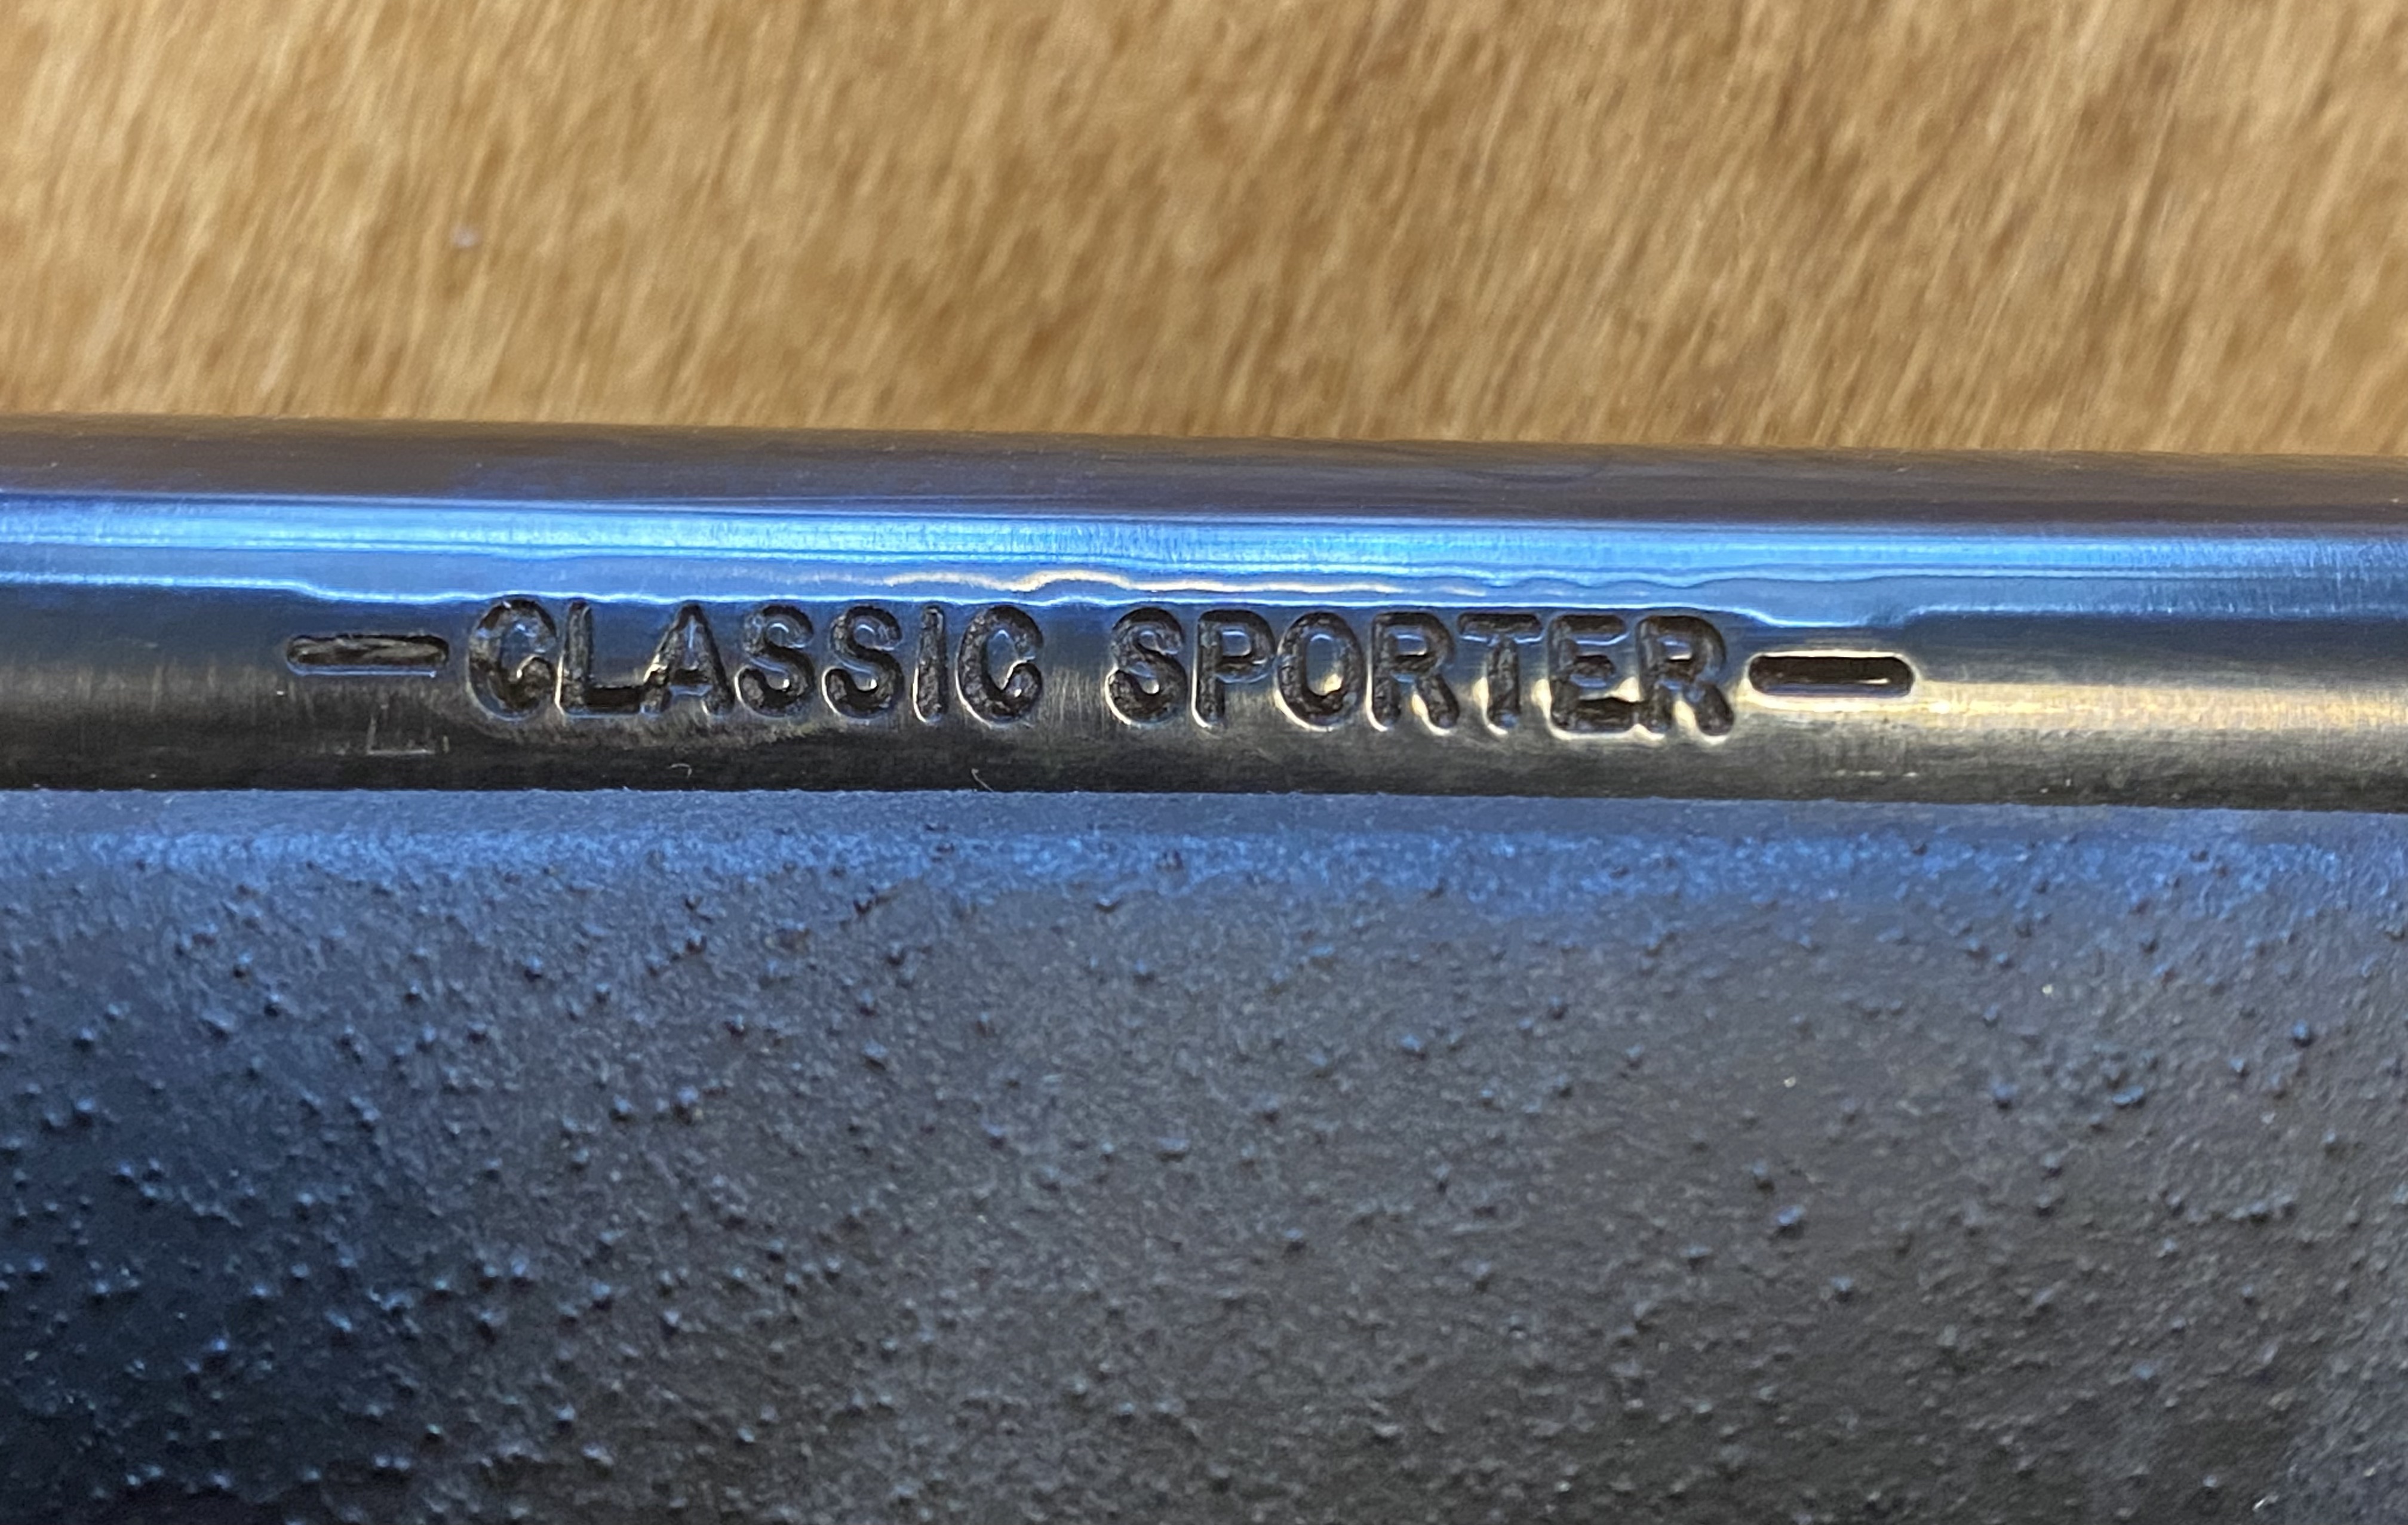 —CLASSIC SPORTER—